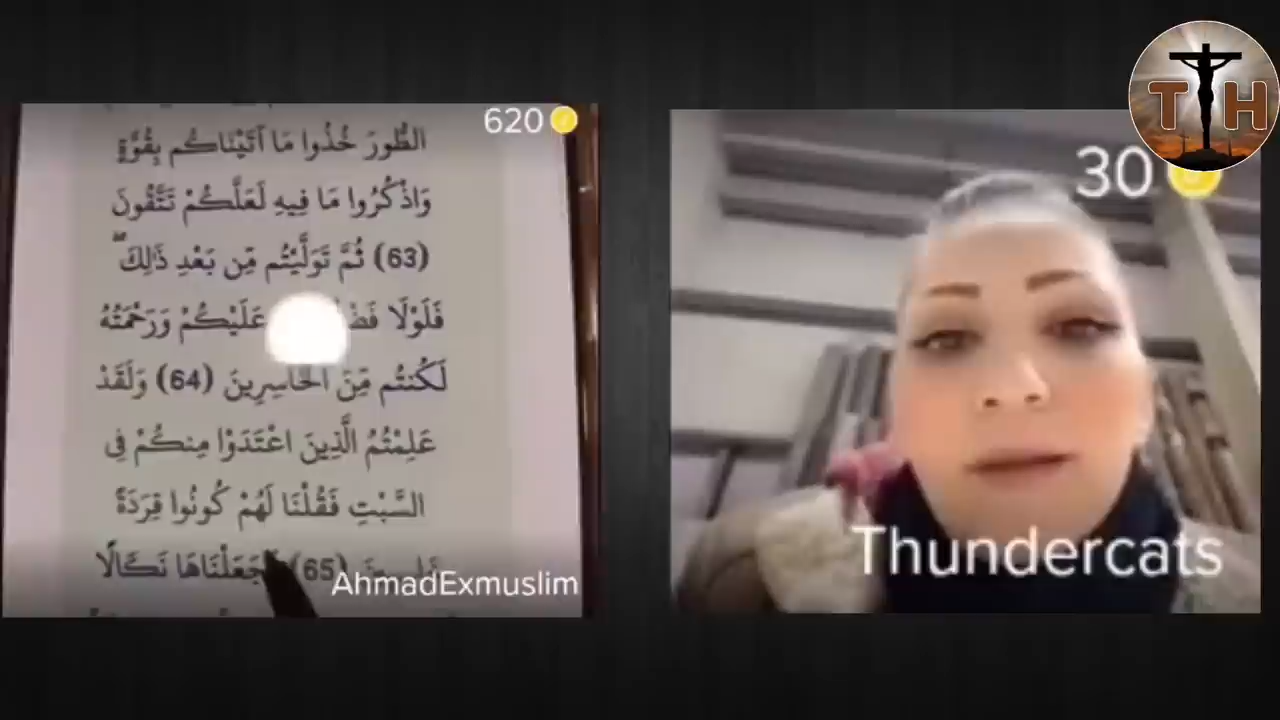 620
الطُّورَ خُذُوا مَا آتَيْنَاكُم بِقُوَّةٍ
وَاذْكُرُوا مَا فِيهِ لَعَلَّكُمْ تَتَّقُونَ
(63) ثُمَّ تَوَلَّيْتُم مِّن بَعْدِ ذَٰلِكَ ۖ
فَلَوْلَا عَلَيْكُمْ وَرَحْمَتُهُ
لَكُنتُم مِّنَ الْخَاسِرِينَ (64) وَلَقَدْ
عَلِمْتُمُ الَّذِينَ اعْتَدَوْا مِنكُمْ فِي
السَّبْتِ فَقُلْنَا لَهُمْ كُونُوا قِرَدَةً
(65) نَكَالًا
AhmadExmuslim
30
Thundercats
TH